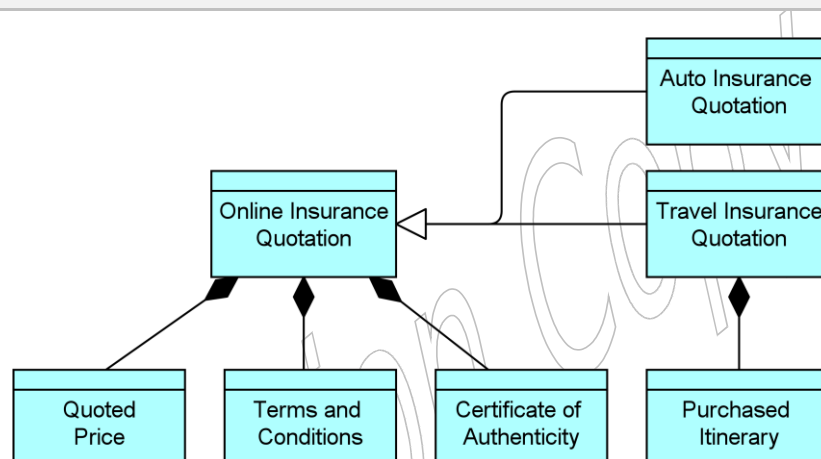 Auto Insurance
Quotation
Online Insurance
Quotation
Travel Insurance
Quotation
Quoted
Price
Terms and
Conditions
Certificate of
Authenticity
Purchased
Itinerary